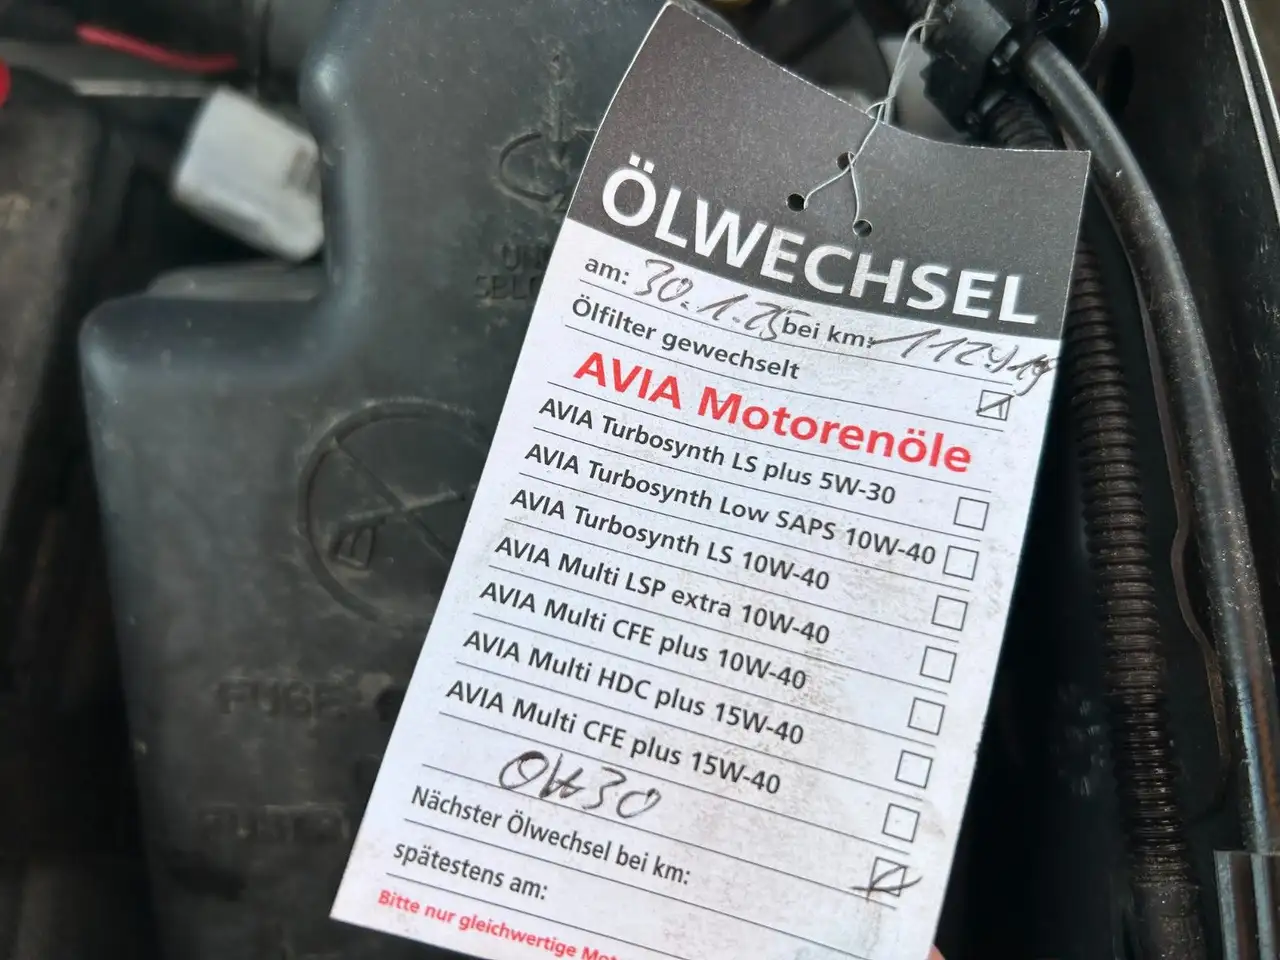 ÖLWECHSEL
am: 30.1.25 bei km: 112919
Ölfilter gewechselt
AVIA Motorenöle
AVIA Turbosynth LS plus 5W-30
AVIA Turbosynth Low SAPS 10W-40
AVIA Turbosynth LS 10W-40
AVIA Multi LSP extra 10W-40
AVIA Multi CFE plus 10W-40
AVIA Multi HDC plus 15W-40
AVIA Multi CFE plus 15W-40
0W30
Nächster Ölwechsel bei km:
spätestens am:
Bitte nur gleichwertige
FUSE